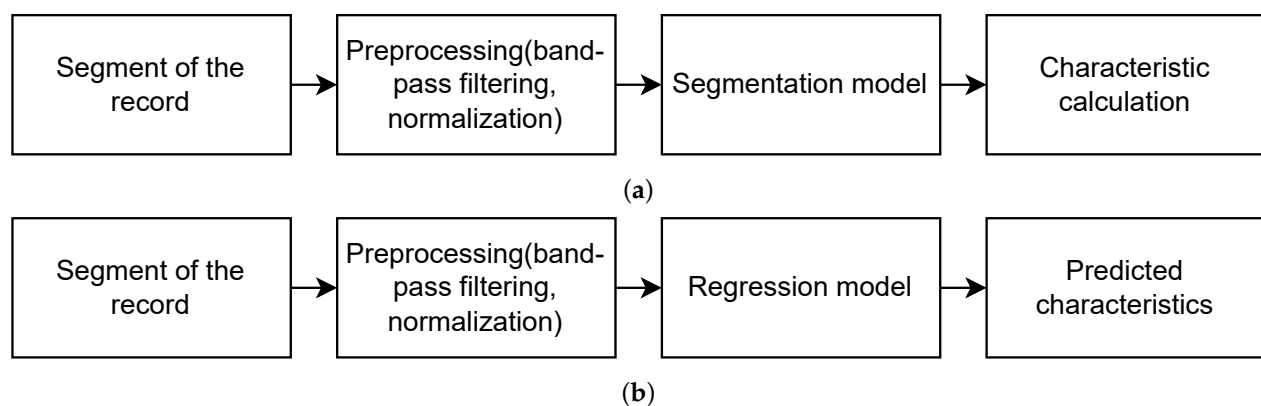 Segment of the
record
Preprocessing(band-
pass filtering,
normalization)
Segmentation model
Characteristic
calculation
(a)
Segment of the
record
Preprocessing(band-
pass filtering,
normalization)
Regression model
Predicted
characteristics
(b)